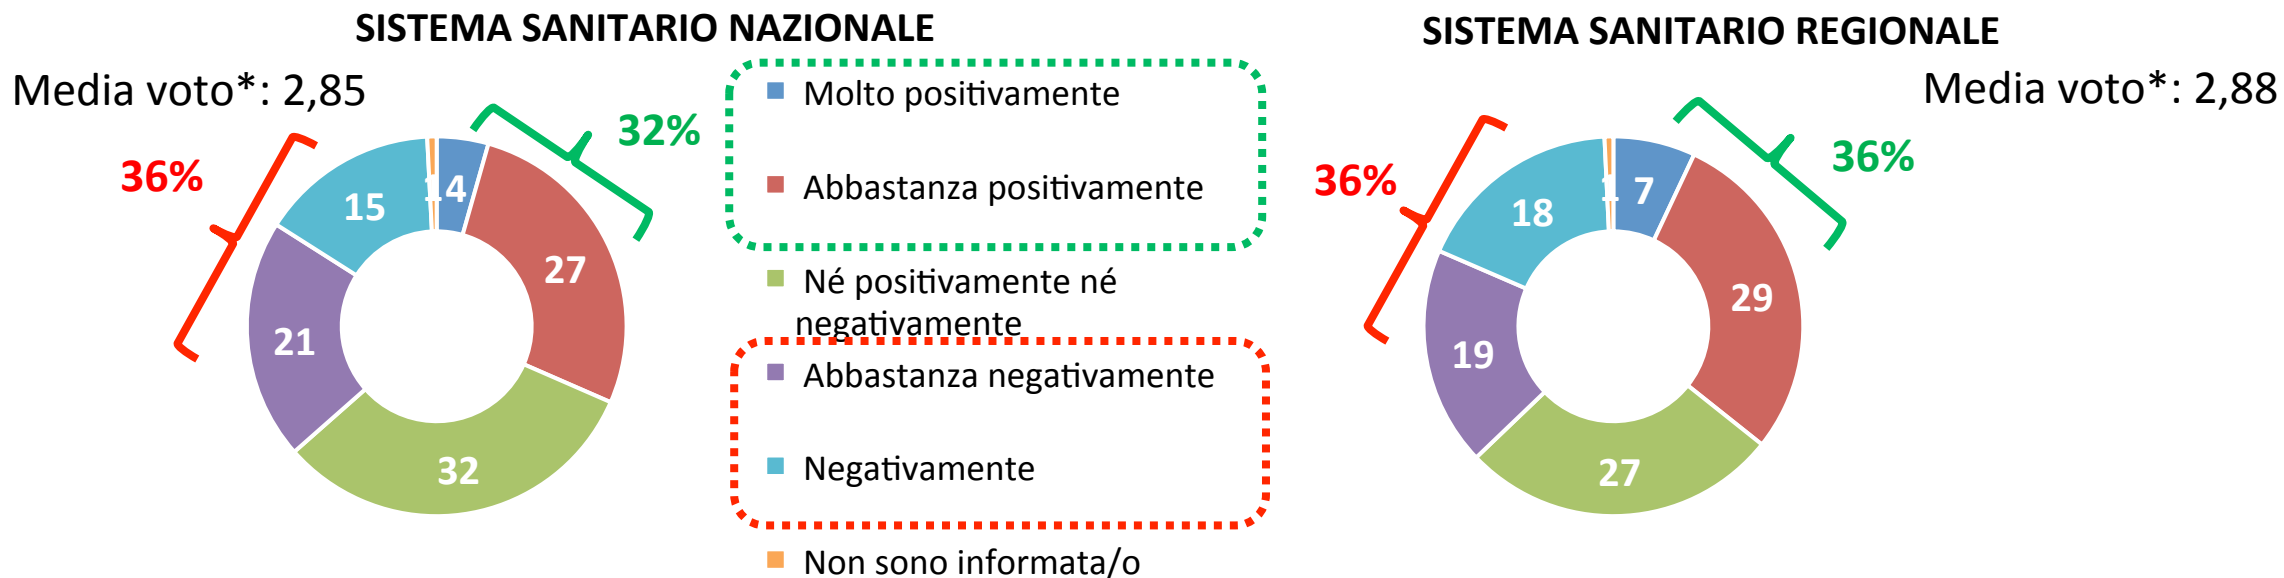 SISTEMA SANITARIO NAZIONALE
Media voto*: 2,85
36%
32%
15
1
4
27
21
32
Molto positivamente
Abbastanza positivamente
Né positivamente né
negativamente
Abbastanza negativamente
Negativamente
Non sono informata/o
SISTEMA SANITARIO REGIONALE
Media voto*: 2,88
36%
36%
18
1
7
29
19
27